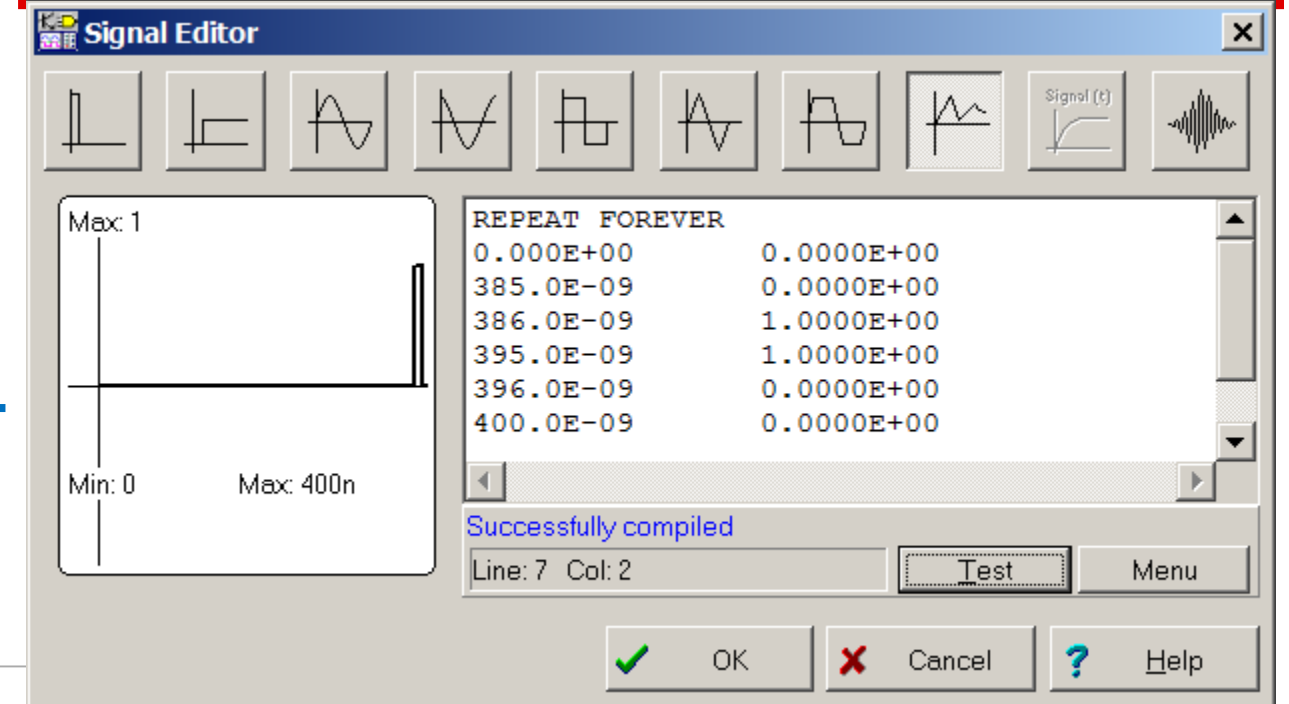 Signal Editor
Signal (t)
Max: 1
Min: 0 Max: 400n
REPEAT FOREVER
0.000E+00 0.0000E+00
385.0E-09 0.0000E+00
386.0E-09 1.0000E+00
395.0E-09 1.0000E+00
396.0E-09 0.0000E+00
400.0E-09 0.0000E+00
Successfully compiled
Line: 7 Col: 2 Test Menu
OK Cancel Help